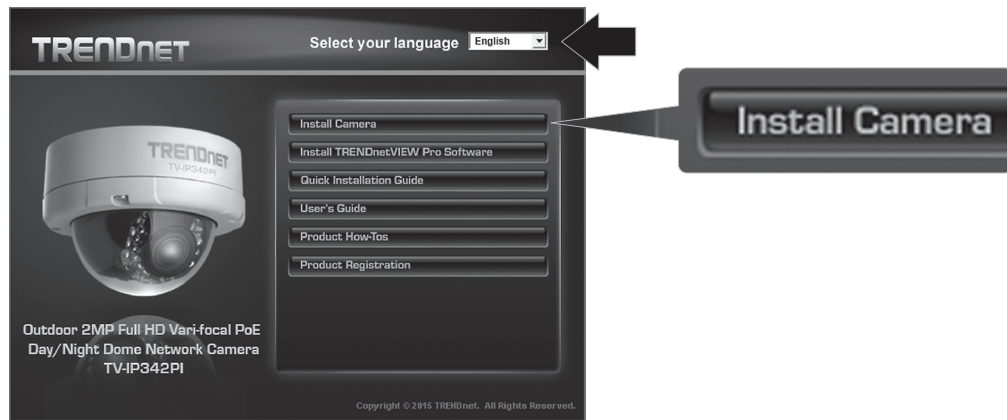 TRENDnet
Select your language English
Install Camera
Install TRENDnetVIEW Pro Software
Quick Installation Guide
User's Guide
Product How-Tos
Product Registration
Install Camera
TRENDnet
TV-IP342PI
Outdoor 2MP Full HD Vari-focal PoE
Day/Night Dome Network Camera
TV-IP342PI
Copyright © 2015 TRENDnet. All Rights Reserved.